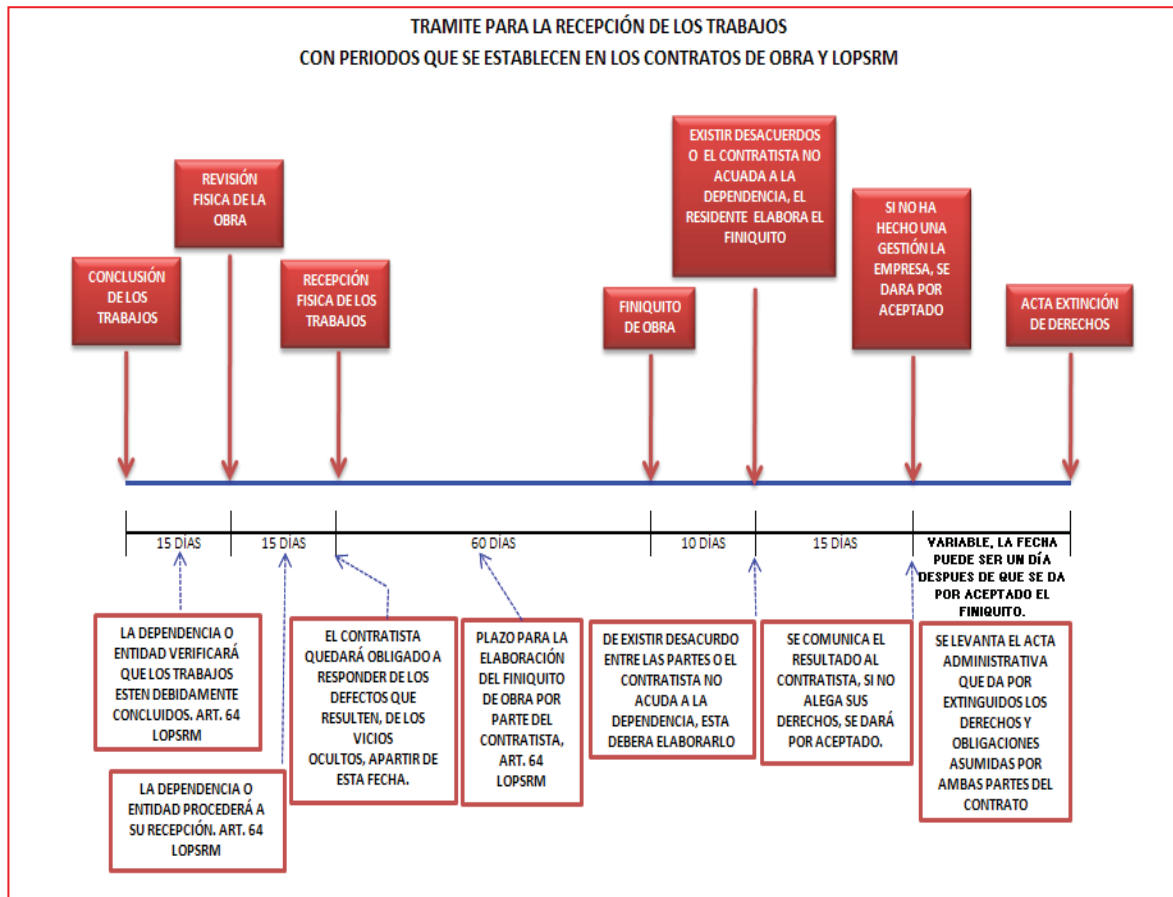 TRAMITE PARA LA RECEPCIÓN DE LOS TRABAJOS
CON PERIODOS QUE SE ESTABLECEN EN LOS CONTRATOS DE OBRA Y LOPSRM
CONCLUSIÓN
DE LOS
TRABAJOS
REVISIÓN
FISICA DE LA
OBRA
RECEPCIÓN
FISICA DE LOS
TRABAJOS
FINIQUITO
DE OBRA
EXISTIR DESACUERDOS
O EL CONTRATISTA NO
ACUADA A LA
DEPENDENCIA, EL
RESIDENTE ELABORA EL
FINIQUITO
SI NO HA
HECHO UNA
GESTIÓN LA
EMPRESA, SE
DARA POR
ACEPTADO
ACTA EXTINCIÓN
DE DERECHOS
15 DÍAS
15 DÍAS
60 DÍAS
10 DÍAS
15 DÍAS
VARIABLE, LA FECHA
PUEDE SER UN DÍA
DESPUES DE QUE SE DA
POR ACEPTADO EL
FINIQUITO.
LA DEPENDENCIA O
ENTIDAD VERIFICARÁ
QUE LOS TRABAJOS
ESTEN DEBIDAMENTE
CONCLUIDOS. ART. 64
LOPSRM
LA DEPENDENCIA O
ENTIDAD PROCEDERÁ A
SU RECEPCIÓN. ART. 64
LOPSRM
EL CONTRATISTA
QUEDARÁ OBLIGADO A
RESPONDER DE LOS
DEFECTOS QUE
RESULTEN, DE LOS
VICIOS
OCULTOS, APARTIR DE
ESTA FECHA.
PLAZO PARA LA
ELABORACIÓN
DEL FINIQUITO
DE OBRA POR
PARTE DEL
CONTRATISTA,
ART. 64
LOPSRM
DE EXISTIR DESACURDO
ENTRE LAS PARTES O EL
CONTRATISTA NO
ACUDA A LA
DEPENDENCIA, ESTA
DEBERA ELABORARLO
SE COMUNICA EL
RESULTADO AL
CONTRATISTA, SI NO
ALEGA SUS
DERECHOS, SE DARÁ
POR ACEPTADO.
SE LEVANTA EL ACTA
ADMINISTRATIVA
QUE DA POR
EXTINGUIDOS LOS
DERECHOS Y
OBLIGACIONES
ASUMIDAS POR
AMBAS PARTES DEL
CONTRATO